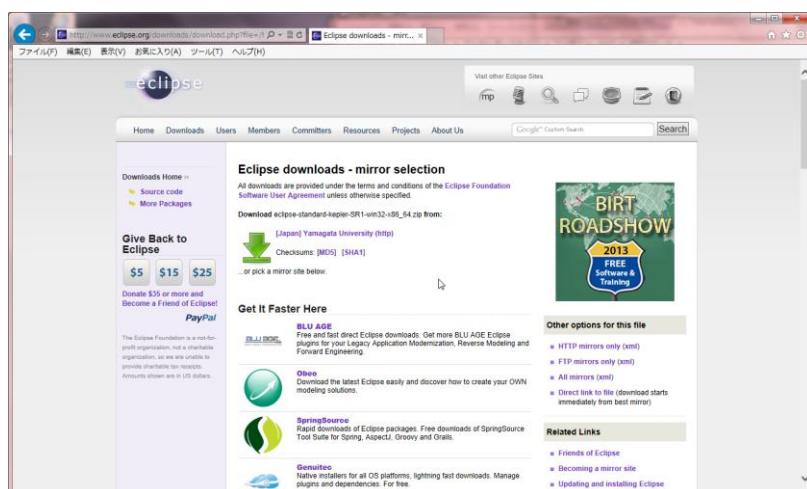 http://www.eclipse.org/downloads/download.php?file=/t
Eclipse downloads - mirr...
ファイル(F) 編集(E) 表示(V) お気に入り(A) ツール(T) ヘルプ(H)
eclipse
Visit other Eclipse Sites
mp
Home Downloads Users Members Committers Resources Projects About Us
Google™ Custom Search
Search
Downloads Home
Source code
More Packages
Give Back to
Eclipse
$5 $15 $25
Donate $35 or more and
Become a Friend of Eclipse!
PayPal
The Eclipse Foundation is a not-for-
profit organization, not a charitable
organization, so we are unable to
provide charitable tax receipts.
Amounts shown are in US dollars.
Eclipse downloads - mirror selection
All downloads are provided under the terms and conditions of the Eclipse Foundation
Software User Agreement unless otherwise specified.
Download eclipse-standard-kepler-SR1-win32-x86_64.zip from:
[Japan] Yamagata University (http)
Checksums: [MD5] [SHA1]
...or pick a mirror site below.
Get It Faster Here
BLU AGE
BLU AGE
Free and fast direct Eclipse downloads. Get more BLU AGE Eclipse
plugins for your Legacy Application Modernization, Reverse Modeling and
Forward Engineering.
Obeo
Download the latest Eclipse easily and discover how to create your OWN
modeling solutions.
SpringSource
Rapid downloads of Eclipse packages. Free downloads of SpringSource
Tool Suite for Spring, AspectJ, Groovy and Grails.
Genuitec
Native installers for all OS platforms, lightning fast downloads. Manage
plugins and dependencies. For free.
BIRT
ROADSHOW
2013
FREE
Software &
Training
Other options for this file
HTTP mirrors only (xml)
FTP mirrors only (xml)
All mirrors (xml)
Direct link to file (download starts
immediately from best mirror)
Related Links
Friends of Eclipse
Becoming a mirror site
Updating and installing Eclipse